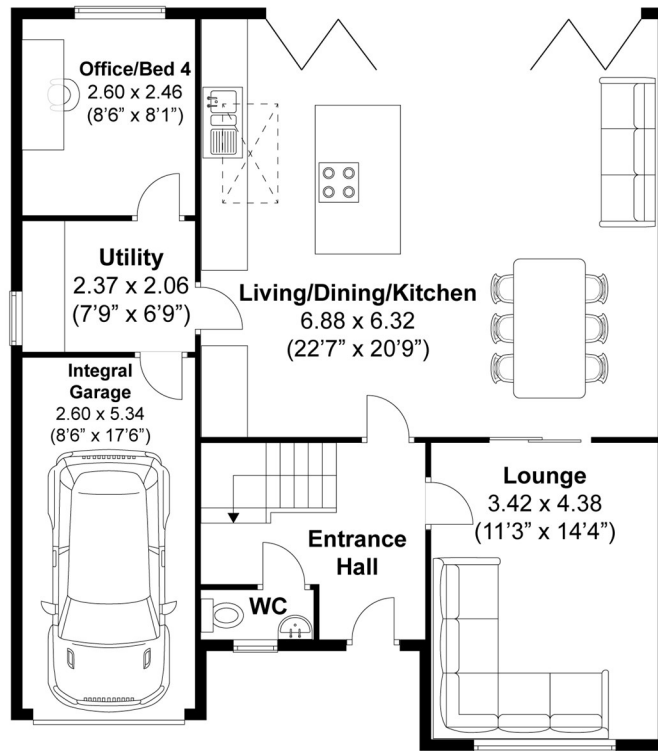 Office/Bed 4
2.60 x 2.46
(8'6” x 8'1”)
Utility
2.37 x 2.06
(7'9” x 6'9”)
Living/Dining/Kitchen
6.88 x 6.32
(22'7” x 20'9”)
Integral
Garage
2.60 x 5.34
(8'6” x 17'6”)
Lounge
3.42 x 4.38
(11'3” x 14'4”)
Entrance
Hall
WC